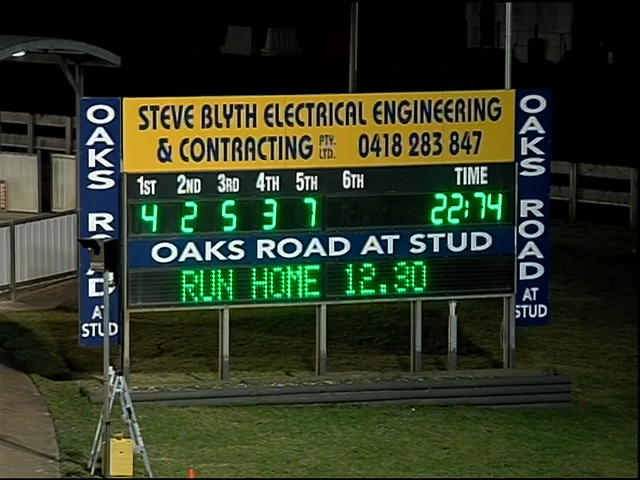 STEVE BLYTH ELECTRICAL ENGINEERING
& CONTRACTING PTY. LTD. 0418 283 847
1ST 2ND 3RD 4TH 5TH 6TH TIME
4 2 5 3 7 22:74
OAKS ROAD AT STUD
RUN HOME 12.90
OAKS ROAD AT STUD
OAKS ROAD AT STUD